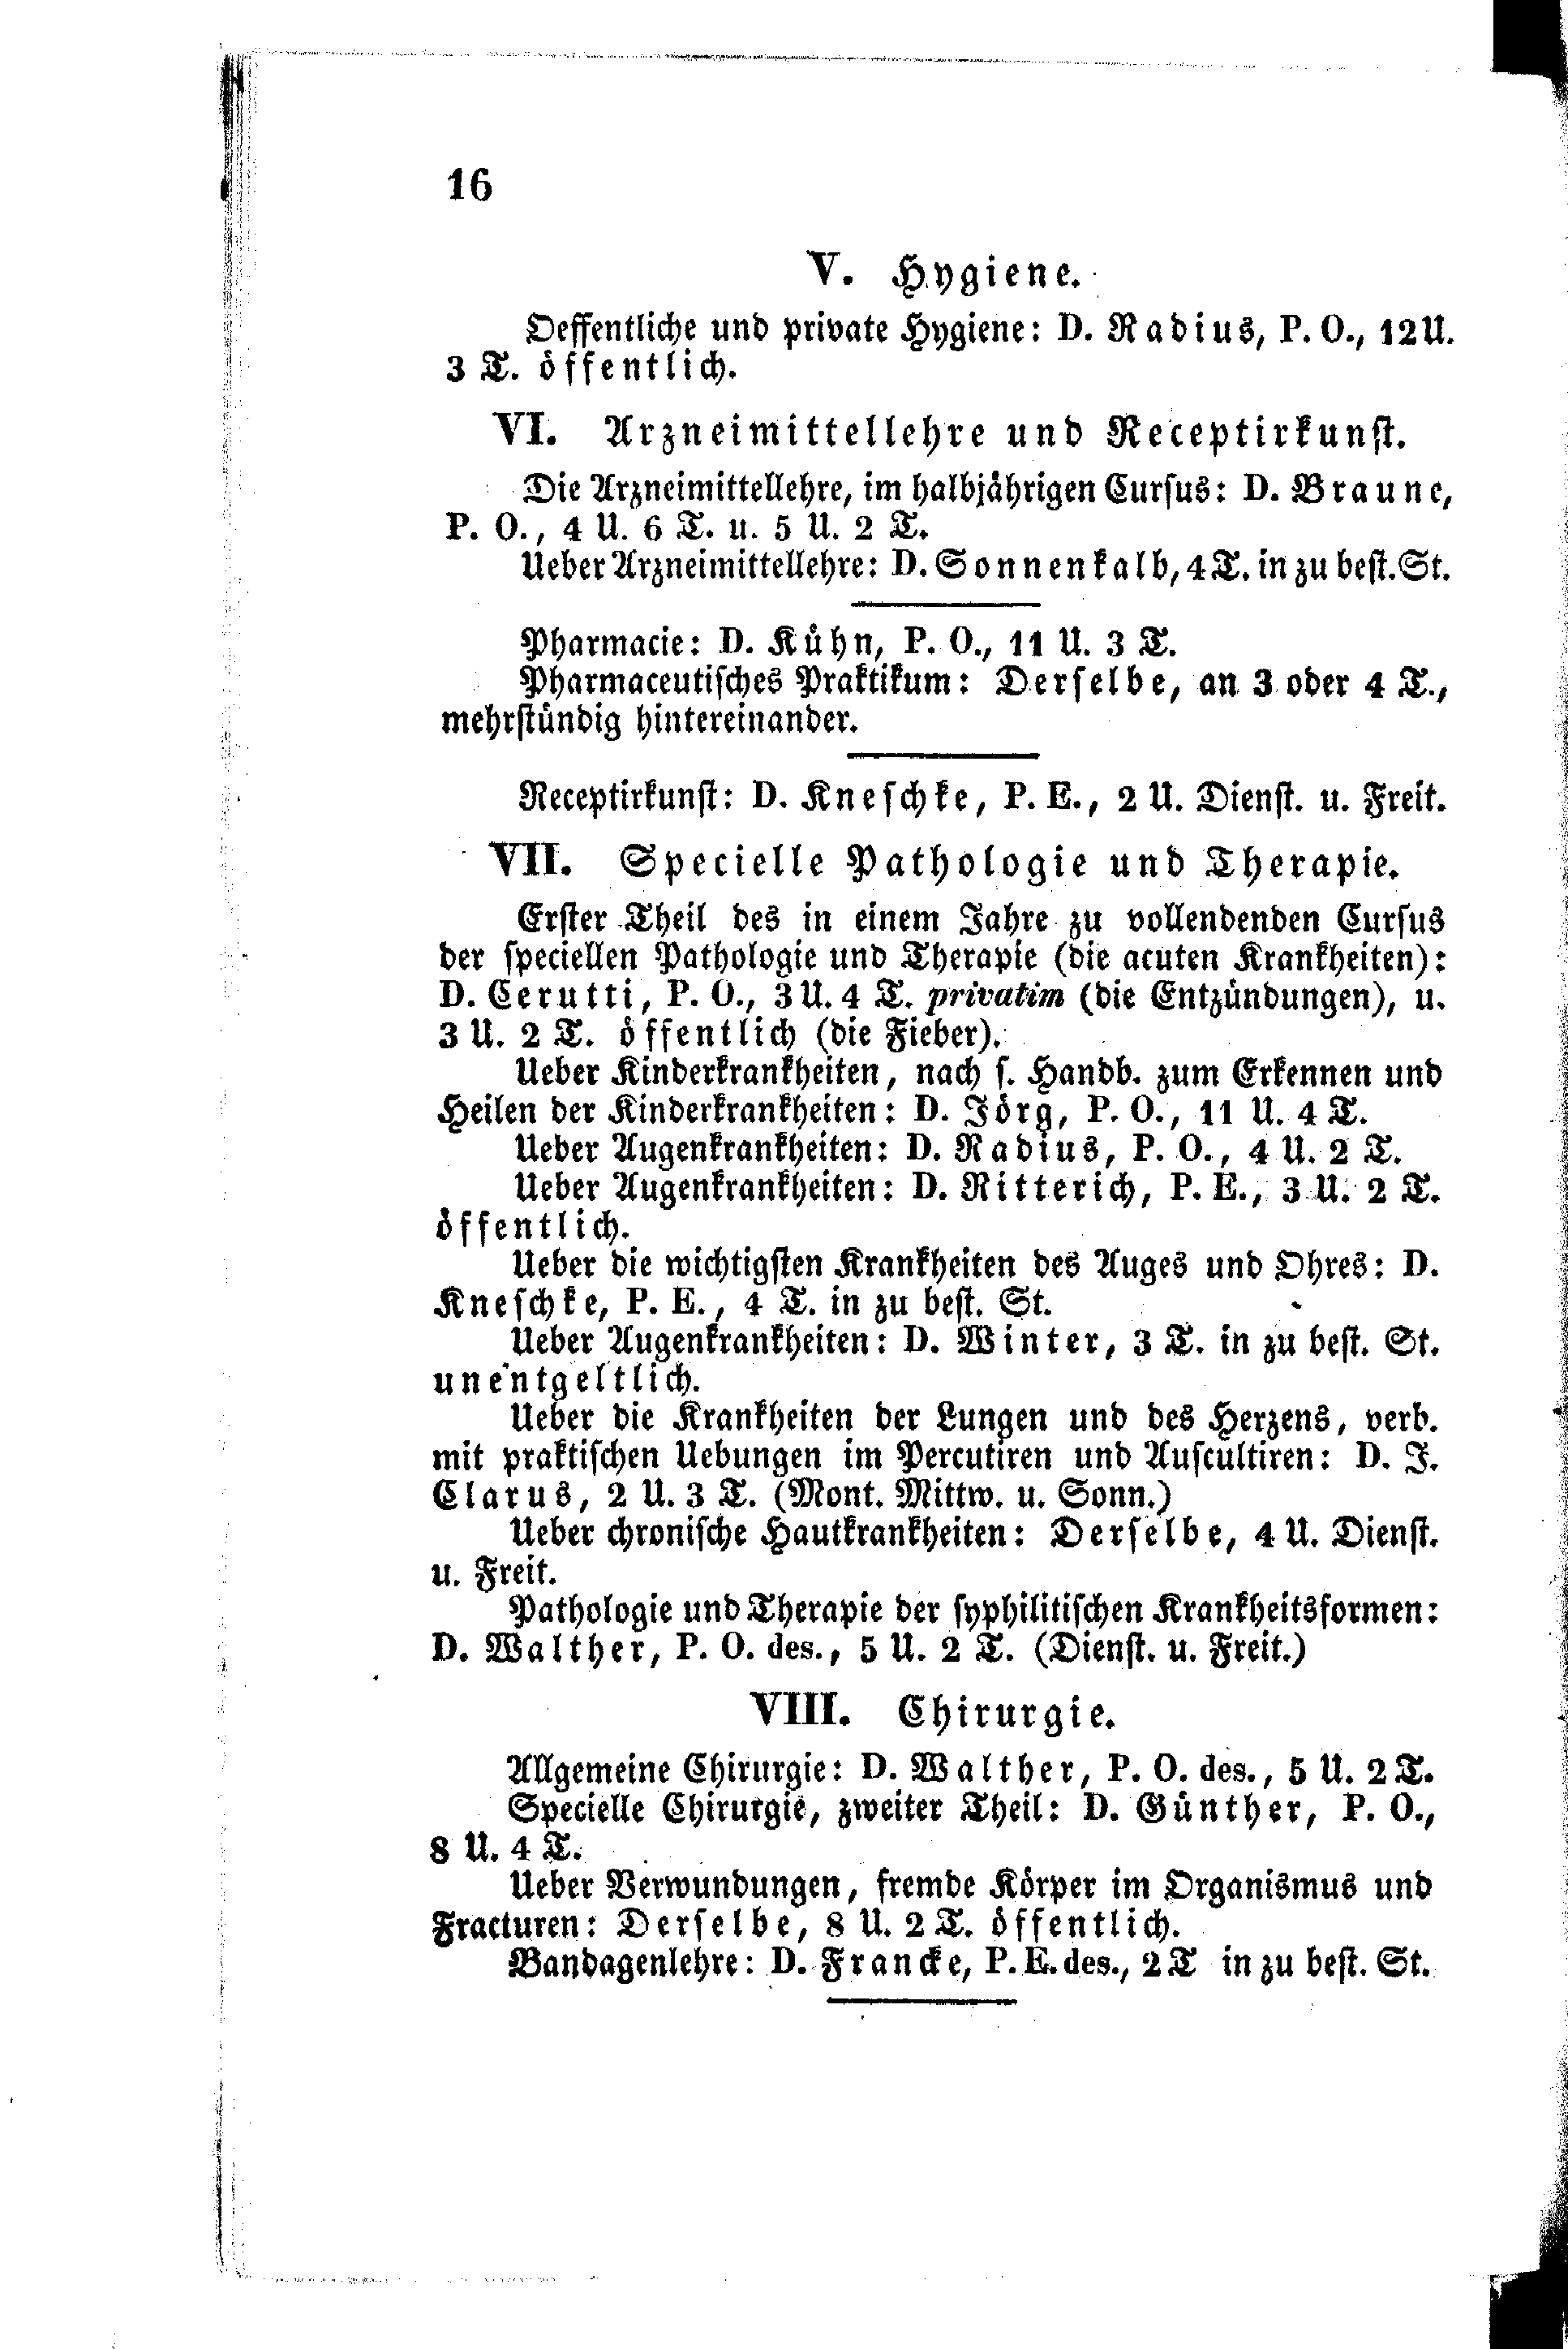 16
V. Hygiene.
Oeffentliche und private Hygiene: D. Radius, P. O., 12 U.
3 T. öffentlich.
VI. Arzneimittellehre und Receptirkunst.
Die Arzneimittellehre, im halbjährigen Cursus: D. Braune,
P. O., 4 U. 6 T. u. 5 U. 2 T.
Ueber Arzneimittellehre: D. Sonnenkalb, 4 T. in zu best. St.
Pharmacie: D. Kühn, P. O., 11 U. 3 T.
Pharmaceutisches Praktikum: Derselbe, an 3 oder 4 T.,
mehrstündig hintereinander.
Receptirkunst: D. Kneschke, P. E., 2 U. Dienst. u. Freit.
VII. Specielle Pathologie und Therapie.
Erster Theil des in einem Jahre zu vollendenden Cursus
der speciellen Pathologie und Therapie (die acuten Krankheiten):
D. Cerutti, P. O., 3 U. 4 T. privatim (die Entzündungen), u.
3 U. 2 T. öffentlich (die Fieber).
Ueber Kinderkrankheiten, nach s. Handb. zum Erkennen und
Heilen der Kinderkrankheiten: D. Jörg, P. O., 11 U. 4 T.
Ueber Augenkrankheiten: D. Radius, P. O., 4 U. 2 T.
Ueber Augenkrankheiten: D. Ritterich, P. E., 3 U. 2 T.
öffentlich.
Ueber die wichtigsten Krankheiten des Auges und Ohres: D.
Kneschke, P. E., 4 T. in zu best. St.
Ueber Augenkrankheiten: D. Winter, 3 T. in zu best. St.
unentgeltlich.
Ueber die Krankheiten der Lungen und des Herzens, verb.
mit praktischen Uebungen im Percutiren und Auscultiren: D. J.
Clarus, 2 U. 3 T. (Mont. Mittw. u. Sonn.)
Ueber chronische Hautkrankheiten: Derselbe, 4 U. Dienst.
u. Freit.
Pathologie und Therapie der syphilitischen Krankheitsformen:
D. Walther, P. O. des., 5 U. 2 T. (Dienst. u. Freit.)
VIII. Chirurgie.
Allgemeine Chirurgie: D. Walther, P. O. des., 5 U. 2 T.
Specielle Chirurgie, zweiter Theil: D. Günther, P. O.,
8 U. 4 T.
Ueber Verwundungen, fremde Körper im Organismus und
Fracturen: Derselbe, 8 U. 2 T. öffentlich.
Bandagenlehre: D. Francke, P. E. des., 2 T in zu best. St.